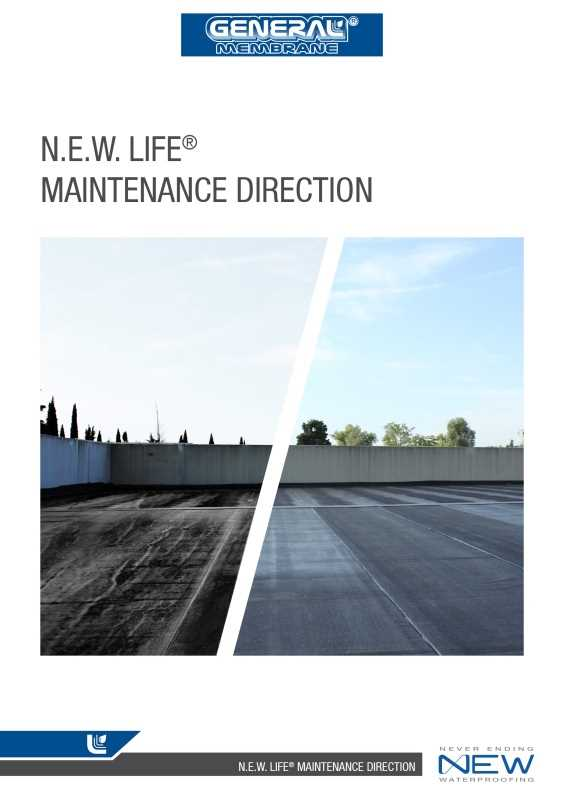 GENERAL®
MEMBRANE
N.E.W. LIFE®
MAINTENANCE DIRECTION
N.E.W. LIFE® MAINTENANCE DIRECTION
NEVER ENDING
NEW
WATERPROOFING